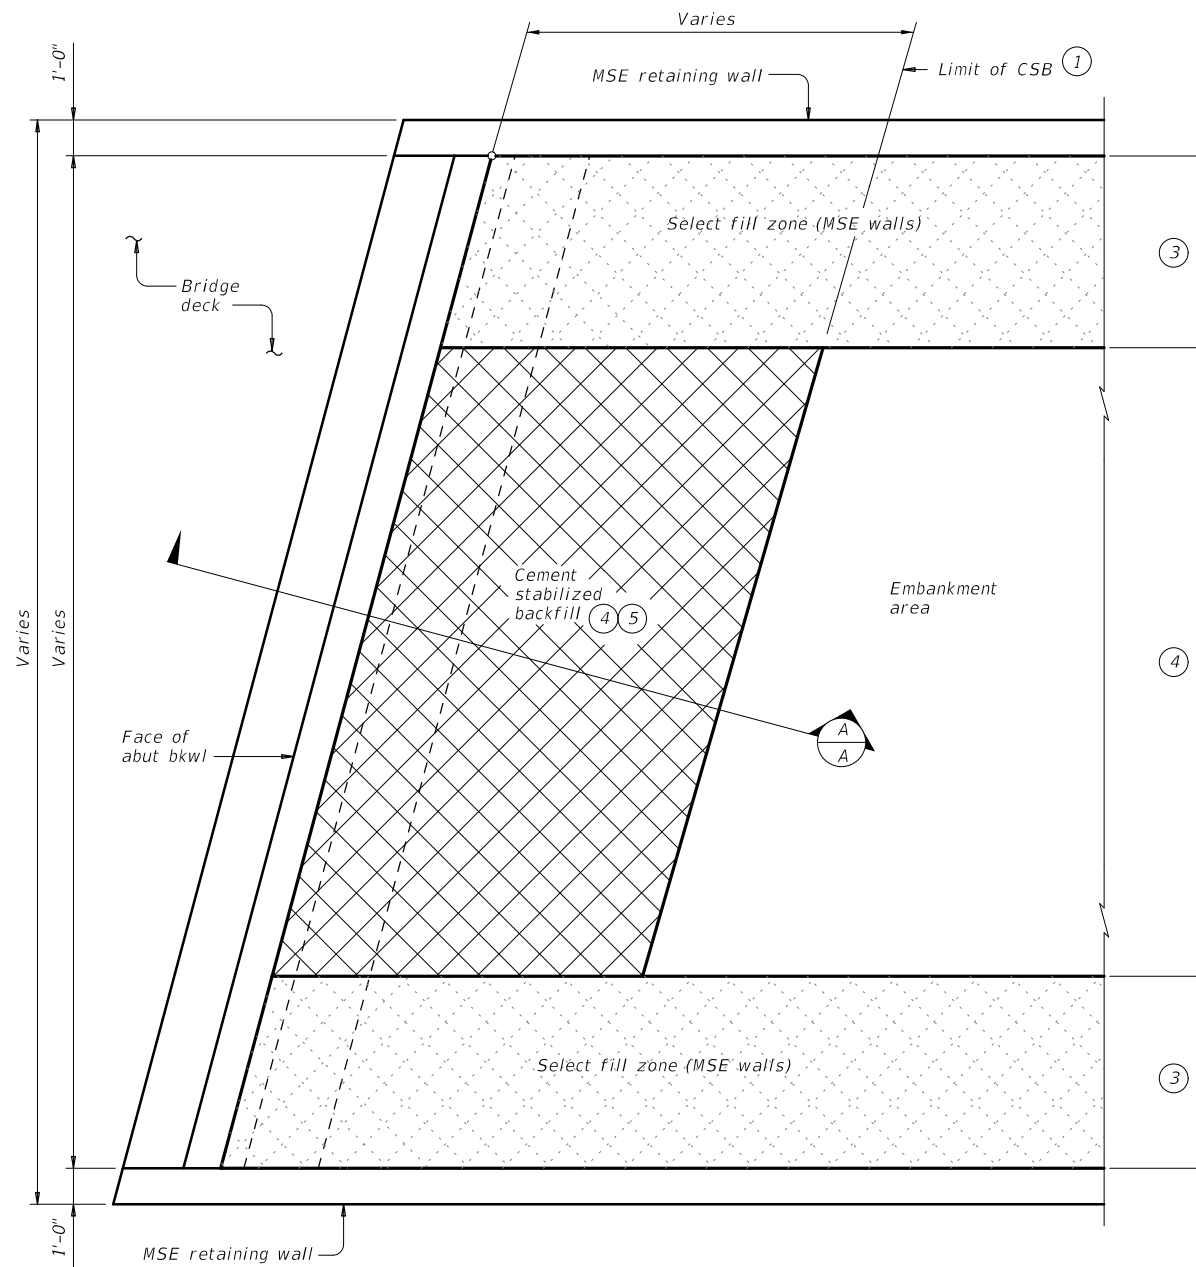 Varies
1'-0"
MSE retaining wall
Limit of CSB 1
Select fill zone (MSE walls)
3
Bridge
deck
Cement
stabilized
backfill 4 5
Embankment
area
Varies
Varies
4
Face of
abut bkwl
A
A
Select fill zone (MSE walls)
3
1'-0"
MSE retaining wall